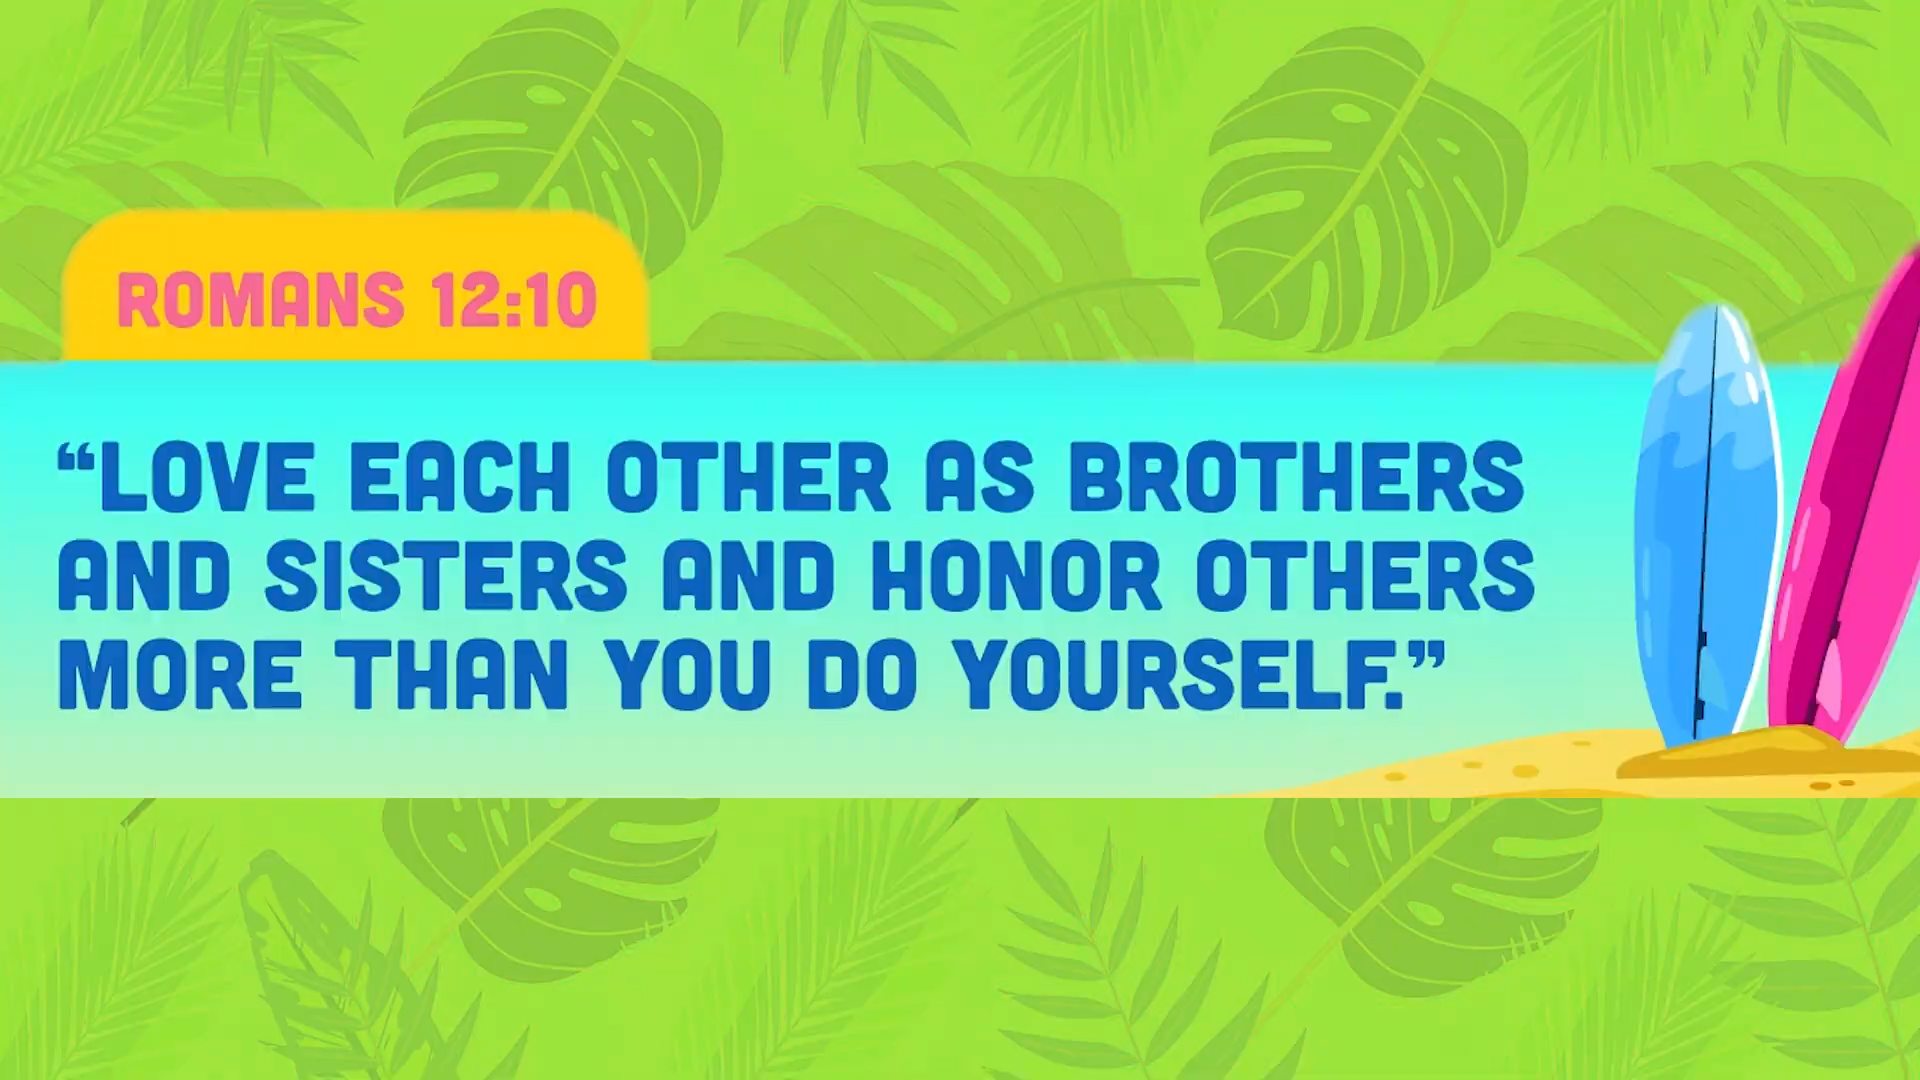 ROMANS 12:10
“LOVE EACH OTHER AS BROTHERS
AND SISTERS AND HONOR OTHERS
MORE THAN YOU DO YOURSELF.”